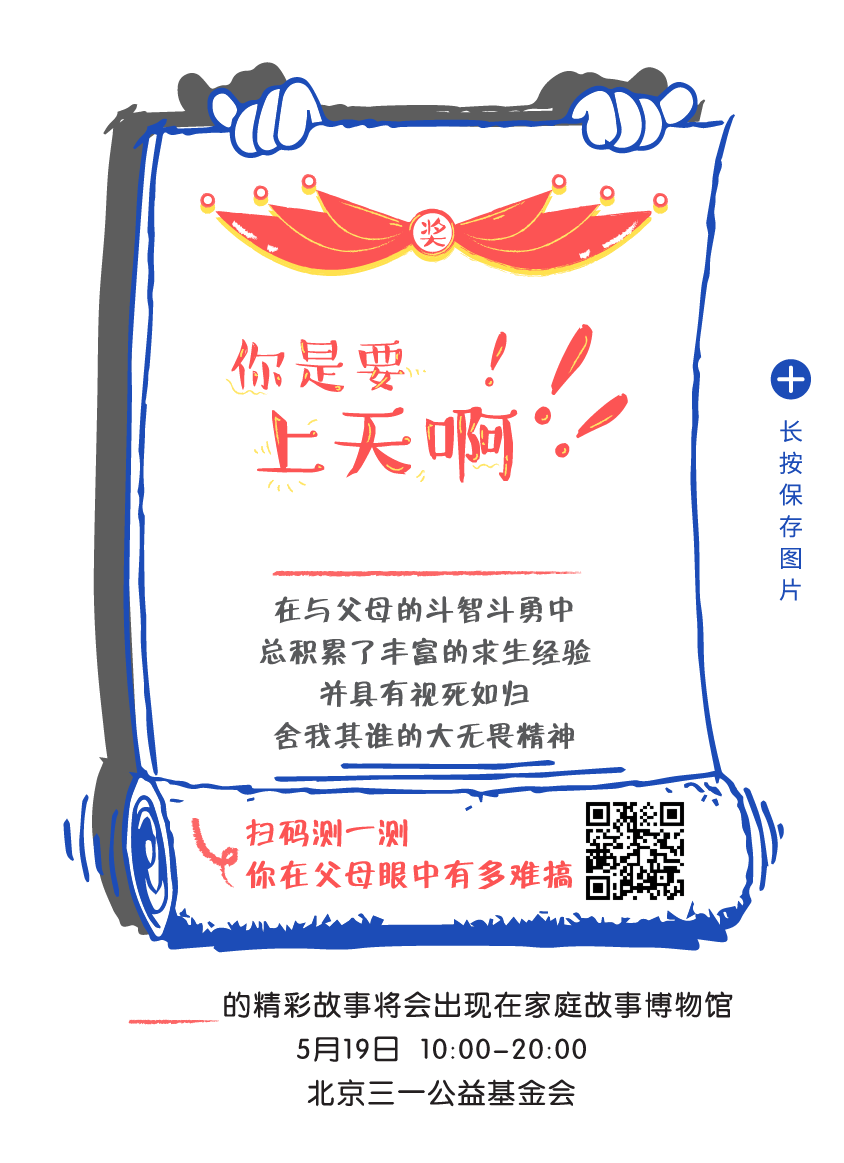 奖
你是要
上天啊!!!
长按保存图片
在与父母的斗智斗勇中
总积累了丰富的求生经验
并具有视死如归
舍我其谁的大无畏精神
扫码测一测
你在父母眼中有多难搞
____的精彩故事将会出现在家庭故事博物馆
5月19日 10:00-20:00
北京三一公益基金会